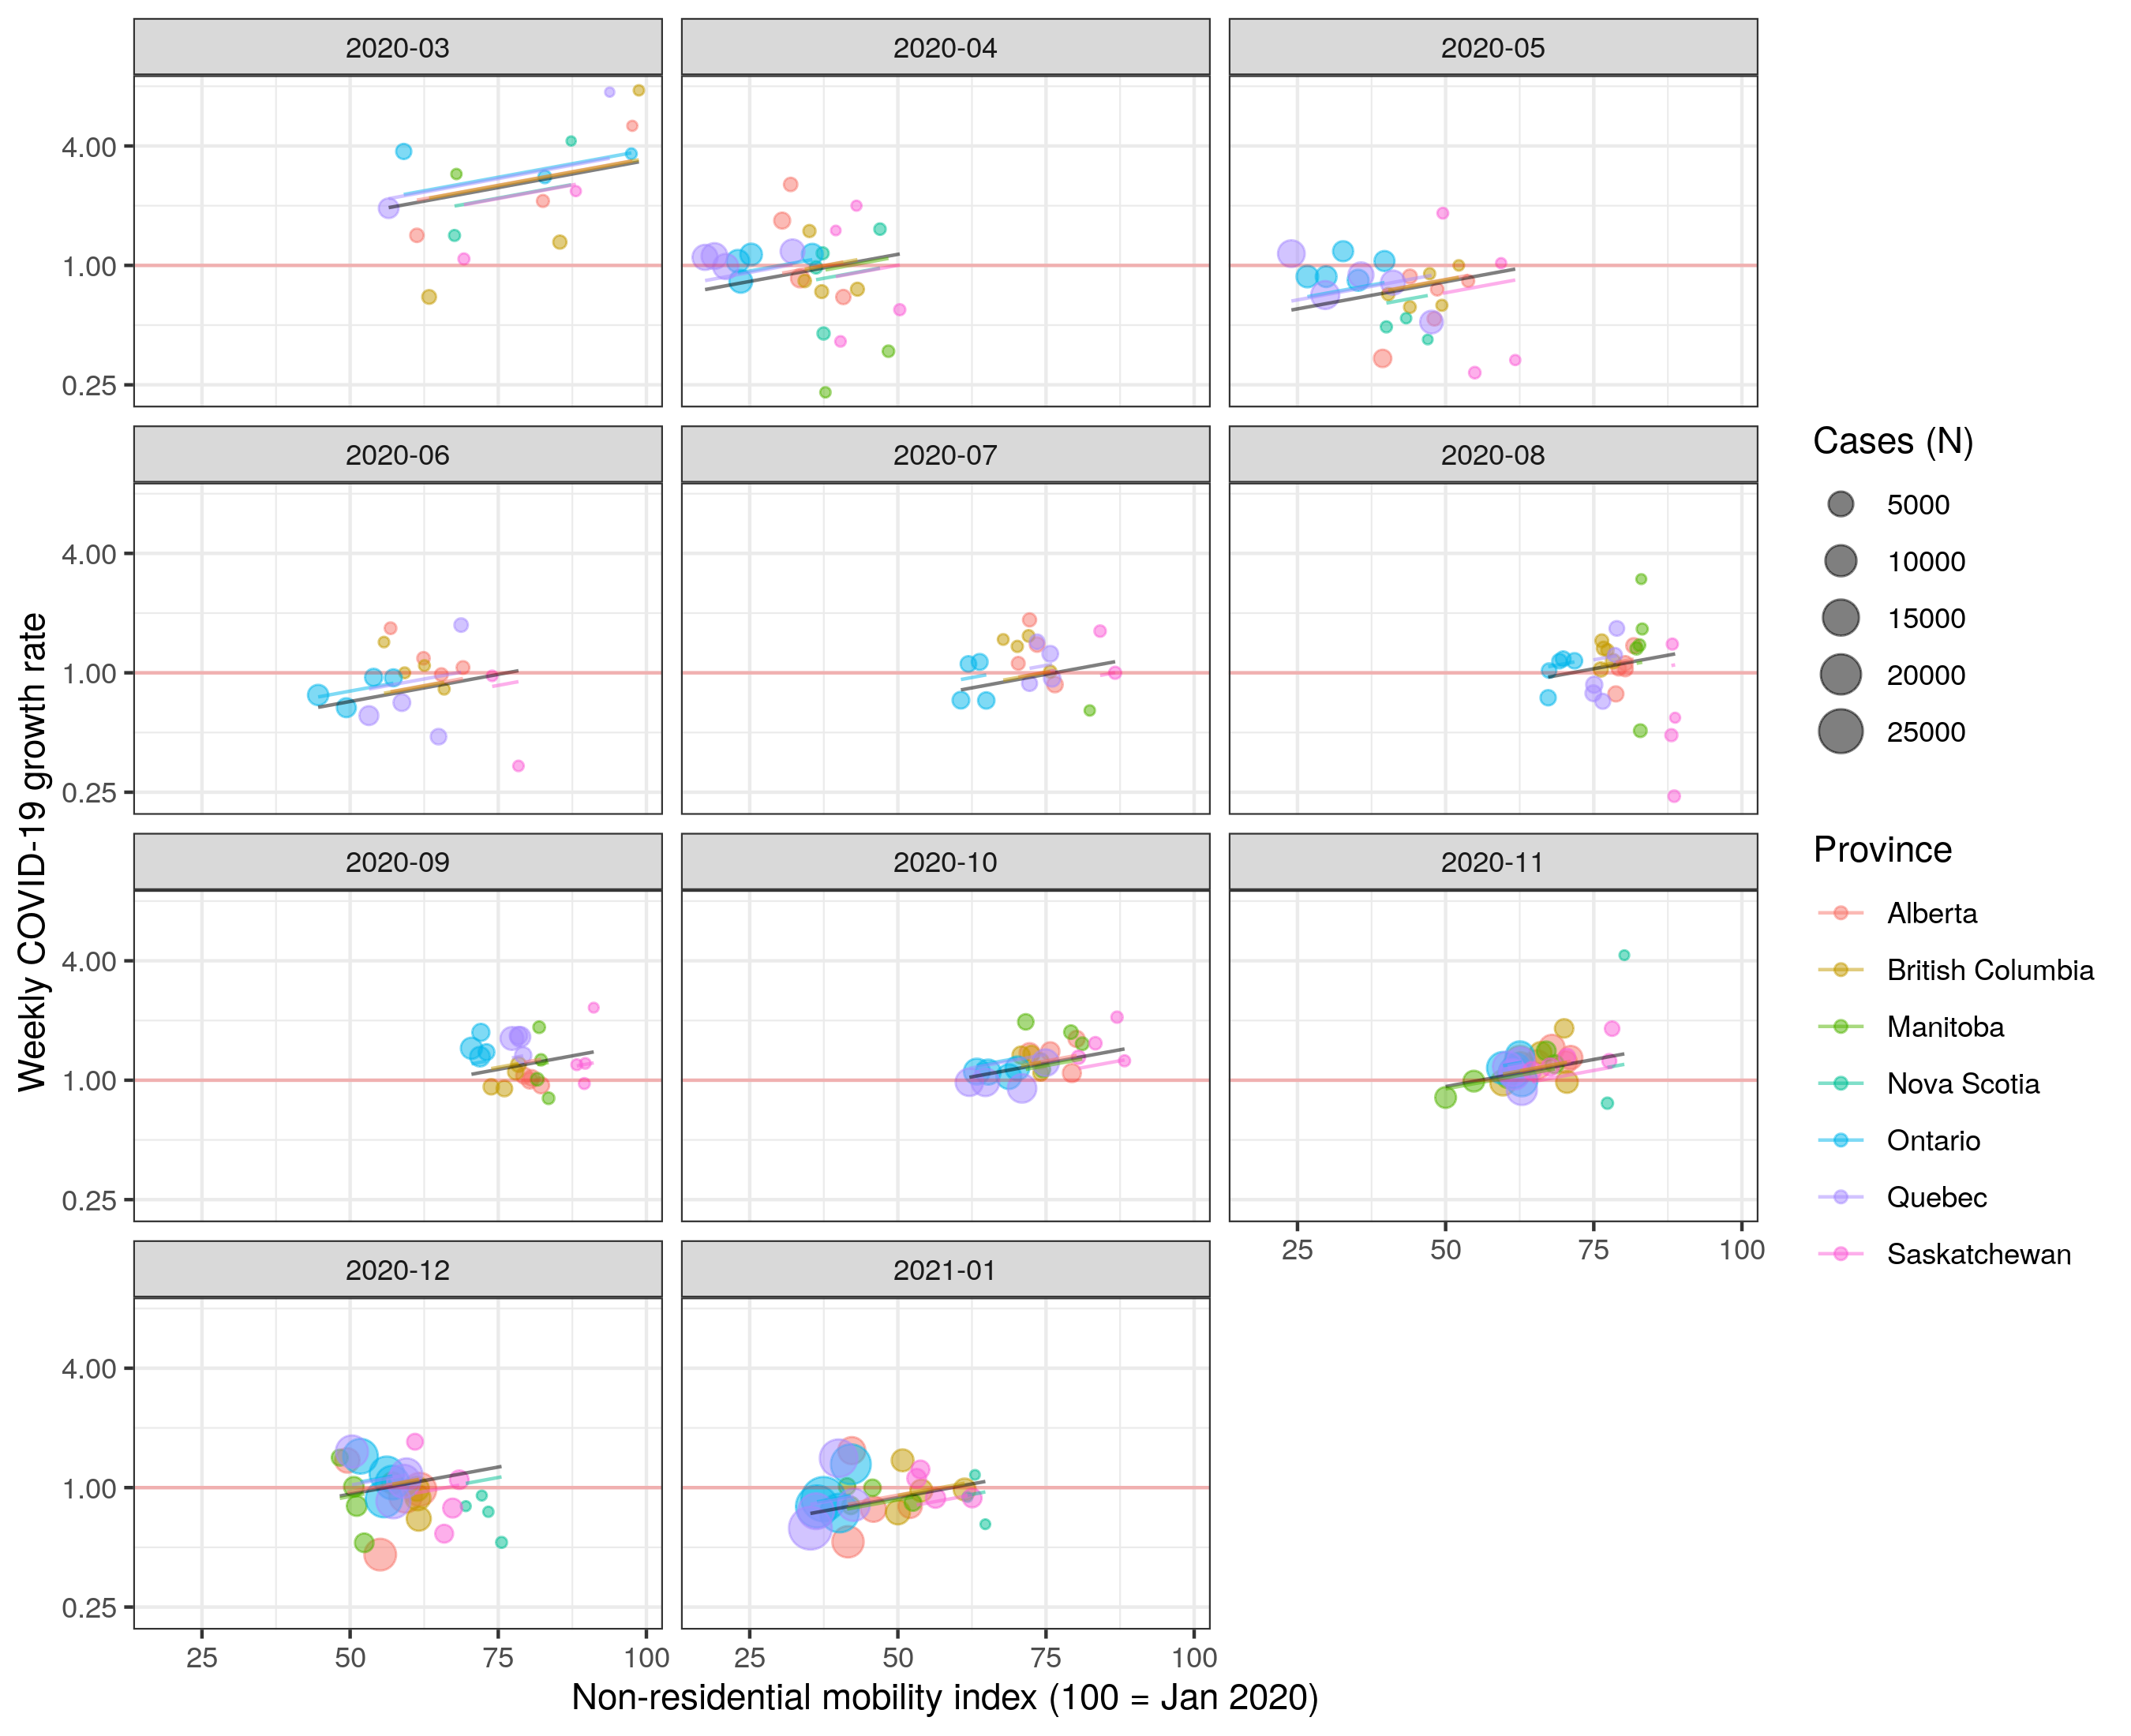 2020-03
2020-04
2020-05
4.00
1.00
0.25
2020-06
2020-07
2020-08
4.00
1.00
0.25
2020-09
2020-10
2020-11
4.00
1.00
0.25
25 50 75 100
2020-12
2021-01
4.00
1.00
0.25
25 50 75 100
25 50 75 100
Non-residential mobility index (100 = Jan 2020)
Weekly COVID-19 growth rate
Cases (N)
5000
10000
15000
20000
25000
Province
Alberta
British Columbia
Manitoba
Nova Scotia
Ontario
Quebec
Saskatchewan